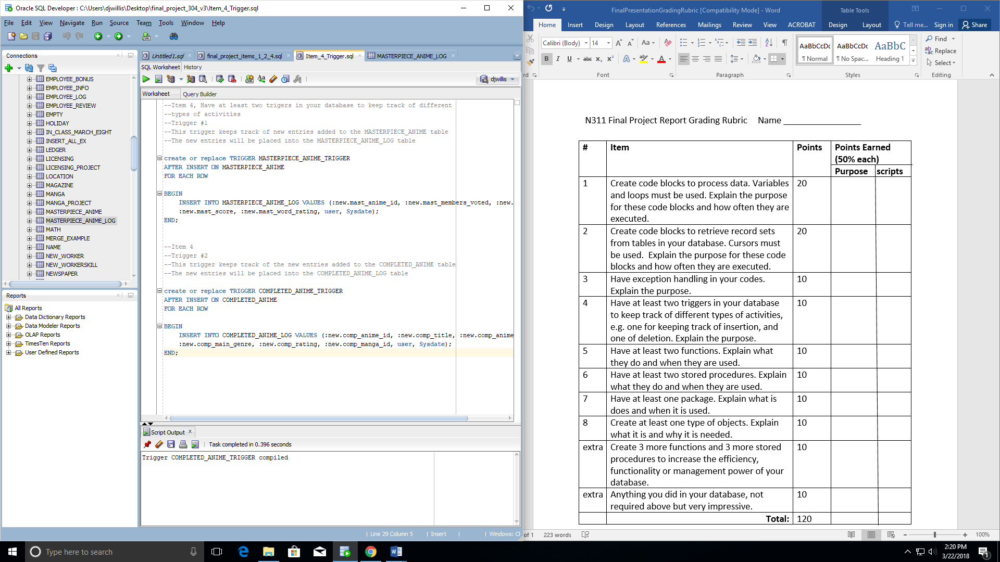 Oracle SQL Developer : C:\Users\djwillis\Desktop\final_project_304_v3\Item_4_Trigger.sql
File Edit View Navigate Run Source Team Tools Window Help
Connections
EMPLOYEE_BONUS
EMPLOYEE_INFO
EMPLOYEE_LOG
EMPLOYEE_REVIEW
EMPTY
HOLIDAY
IN_CLASS_MARCH_EIGHT
INSERT_ALL_EX
LEDGER
LICENSING
LICENSING_PROJECT
LOCATION
MAGAZINE
MANGA
MANGA_PROJECT
MASTERPIECE_ANIME
MASTERPIECE_ANIME_LOG
MATH
MERGE_EXAMPLE
NAME
NEW_WORKER
NEW_WORKERSKILL
NEWSPAPER
Reports
All Reports
Data Dictionary Reports
Data Modeler Reports
OLAP Reports
TimesTen Reports
User Defined Reports
Untitled1.sql final_project_items_1_2_4.sql Item_4_Trigger.sql MASTERPIECE_ANIME_LOG
SQL Worksheet History
djwillis
Worksheet Query Builder
--Item 4, Have at least two trigers in your database to keep track of different
--types of activities
--Trigger #1
--This trigger keeps track of new entries added to the MASTERPIECE_ANIME table
--The new entries will be placed into the MASTERPIECE_ANIME_LOG table
create or replace TRIGGER MASTERPIECE_ANIME_TRIGGER
AFTER INSERT ON MASTERPIECE_ANIME
FOR EACH ROW
BEGIN
INSERT INTO MASTERPIECE_ANIME_LOG VALUES (:new.mast_anime_id, :new.mast_members_voted, :new.
:new.mast_score, :new.mast_word_rating, user, Sysdate);
END;
--Item 4
--Trigger #2
--This trigger keeps track of the new entries added to the COMPLETED_ANIME table
--The new entries will be placed into the COMPLETED_ANIME_LOG table
create or replace TRIGGER COMPLETED_ANIME_TRIGGER
AFTER INSERT ON COMPLETED_ANIME
FOR EACH ROW
BEGIN
INSERT INTO COMPLETED_ANIME_LOG VALUES (:new.comp_anime_id, :new.comp_title, :new.comp_anime
:new.comp_main_genre, :new.comp_rating, :new.comp_manga_id, user, Sysdate);
END;
Script Output x
Task completed in 0.396 seconds
Trigger COMPLETED_ANIME_TRIGGER compiled
Line 29 Column 5 Insert Windows: CF
FinalPresentationGradingRubric [Compatibility Mode] - Word Table Tools
Home Insert Design Layout References Mailings Review View ACROBAT Design Layout Tell me... Sign in Share
Calibri (Body) 14 A A Aa
B I U abc x2 x2 A A
AaBbCcDc AaBbCcDc AaBbC
¶ Normal ¶ No Spac... Heading 1
Find
Replace
Select
rd Font Paragraph Styles Editing
N311 Final Project Report Grading Rubric Name ________________
# Item Points Points Earned
(50% each)
Purpose scripts
1 Create code blocks to process data. Variables 20
and loops must be used. Explain the purpose
for these code blocks and how often they are
executed.
2 Create code blocks to retrieve record sets 20
from tables in your database. Cursors must
be used.  Explain the purpose for these code
blocks and how often they are executed.
3 Have exception handling in your codes. 10
Explain the purpose.
4 Have at least two triggers in your database 10
to keep track of different types of activities,
e.g. one for keeping track of insertion, and
one of deletion. Explain the purpose.
5 Have at least two functions. Explain what 10
they do and when they are used.
6 Have at least two stored procedures. Explain 10
what they do and when they are used.
7 Have at least one package. Explain what is 10
does and when it is used.
8 Create at least one type of objects. Explain 10
what it is and why it is needed.
extra Create 3 more functions and 3 more stored 10
procedures to increase the efficiency,
functionality or management power of your
database.
extra Anything you did in your database, not 10
required above but very impressive.
Total: 120
of 1 223 words 100%
Type here to search
2:20 PM
3/22/2018
1